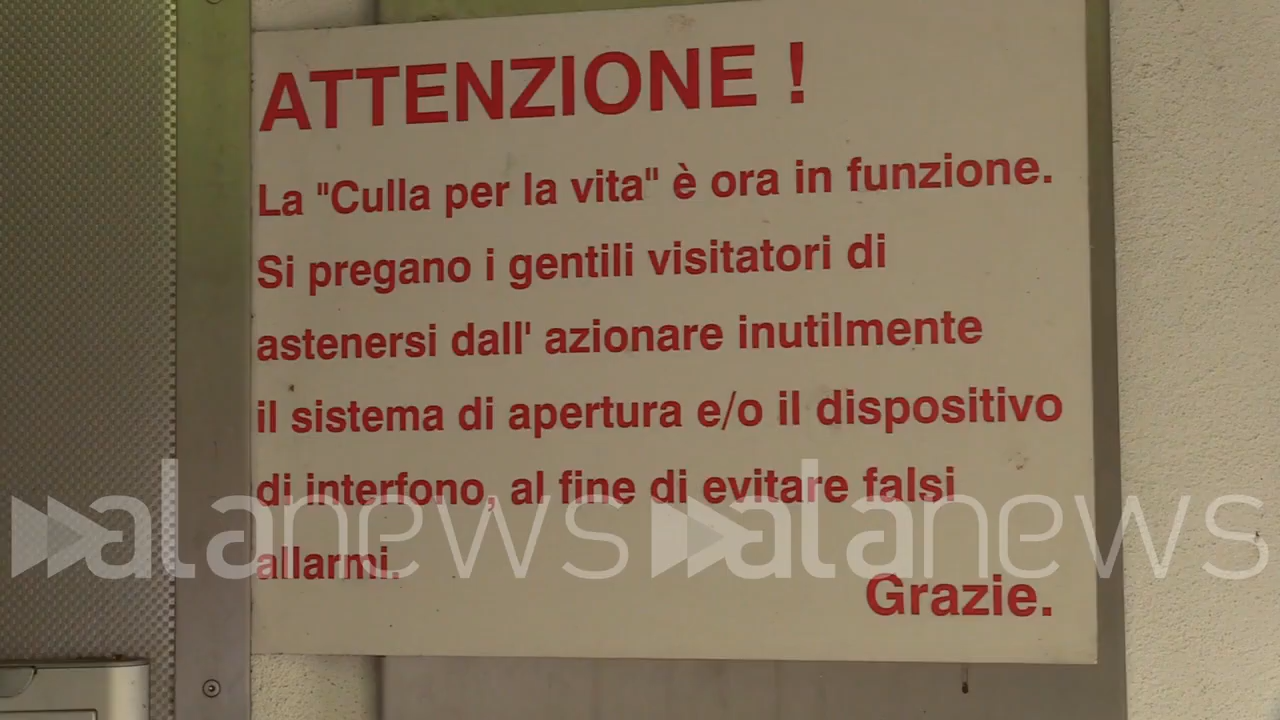 ATTENZIONE !
La "Culla per la vita" è ora in funzione.
Si pregano i gentili visitatori di
astenersi dall' azionare inutilmente
il sistema di apertura e/o il dispositivo
di interfono, al fine di evitare falsi
allarmi.
Grazie.
alanews alanews